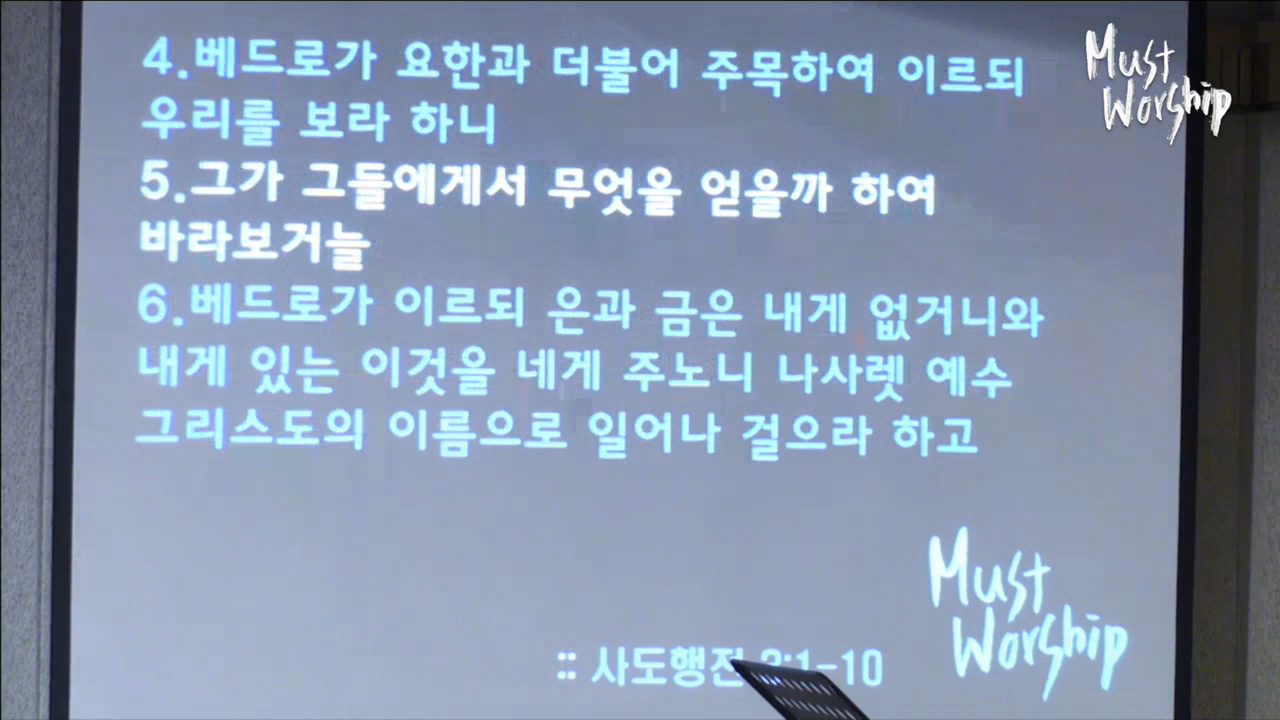 Must
Worship
4.베드로가 요한과 더불어 주목하여 이르되
우리를 보라 하니
5.그가 그들에게서 무엇을 얻을까 하여
바라보거늘
6.베드로가 이르되 은과 금은 내게 없거니와
내게 있는 이것을 네게 주노니 나사렛 예수
그리스도의 이름으로 일어나 걸으라 하고
Must
Worship
:: 사도행전 3:1-10